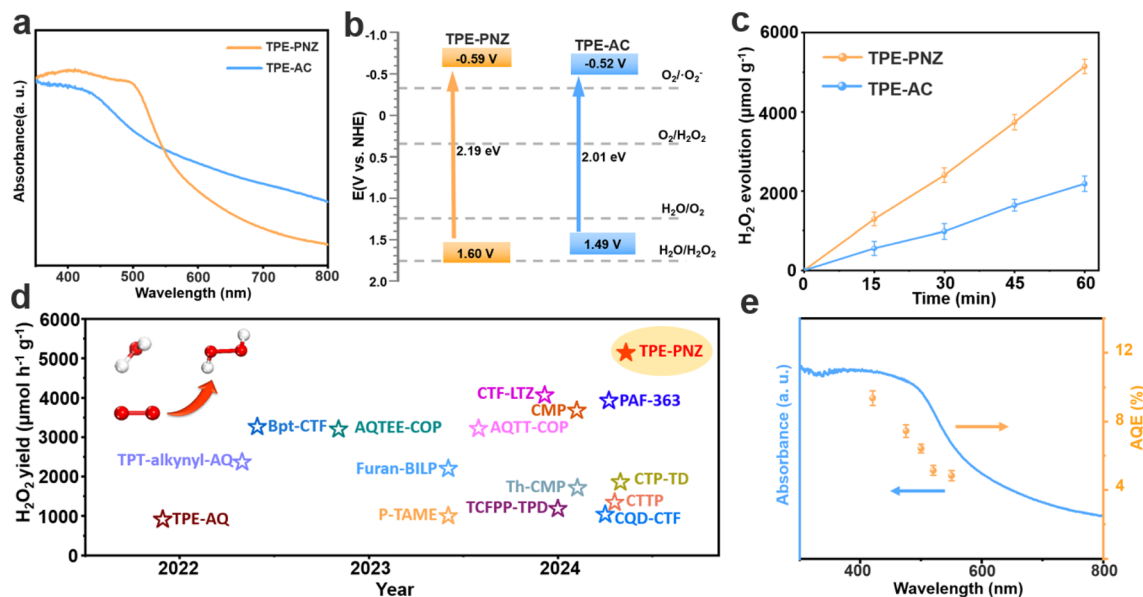 a
TPE-PNZ
TPE-AC
Absorbance(a. u.)
400 500 600 700 800
Wavelength (nm)
b
TPE-PNZ
TPE-AC
-1.0
-0.5
0
0.5
1.0
1.5
2.0
E(V vs. NHE)
-0.59 V
-0.52 V
2.19 eV
2.01 eV
1.60 V
1.49 V
O₂/·O₂⁻
O₂/H₂O₂
H₂O/O₂
H₂O/H₂O₂
c
TPE-PNZ
TPE-AC
H₂O₂ evolution (μmol g⁻¹)
6000
4000
2000
0
0 15 30 45 60
Time (min)
d
H₂O₂ yield (μmol h⁻¹ g⁻¹)
6000
5000
4000
3000
2000
1000
0
TPE-PNZ
CTF-LTZ
PAF-363
CMP
Bpt-CTF
AQTEE-COP
AQTT-COP
TPT-alkynyl-AQ
Furan-BILP
CTP-TD
Th-CMP
CTTP
TCFPP-TPD
P-TAME
CQD-CTF
TPE-AQ
2022 2023 2024
Year
e
Absorbance (a. u.)
AQE (%)
12
8
4
400 600 800
Wavelength (nm)